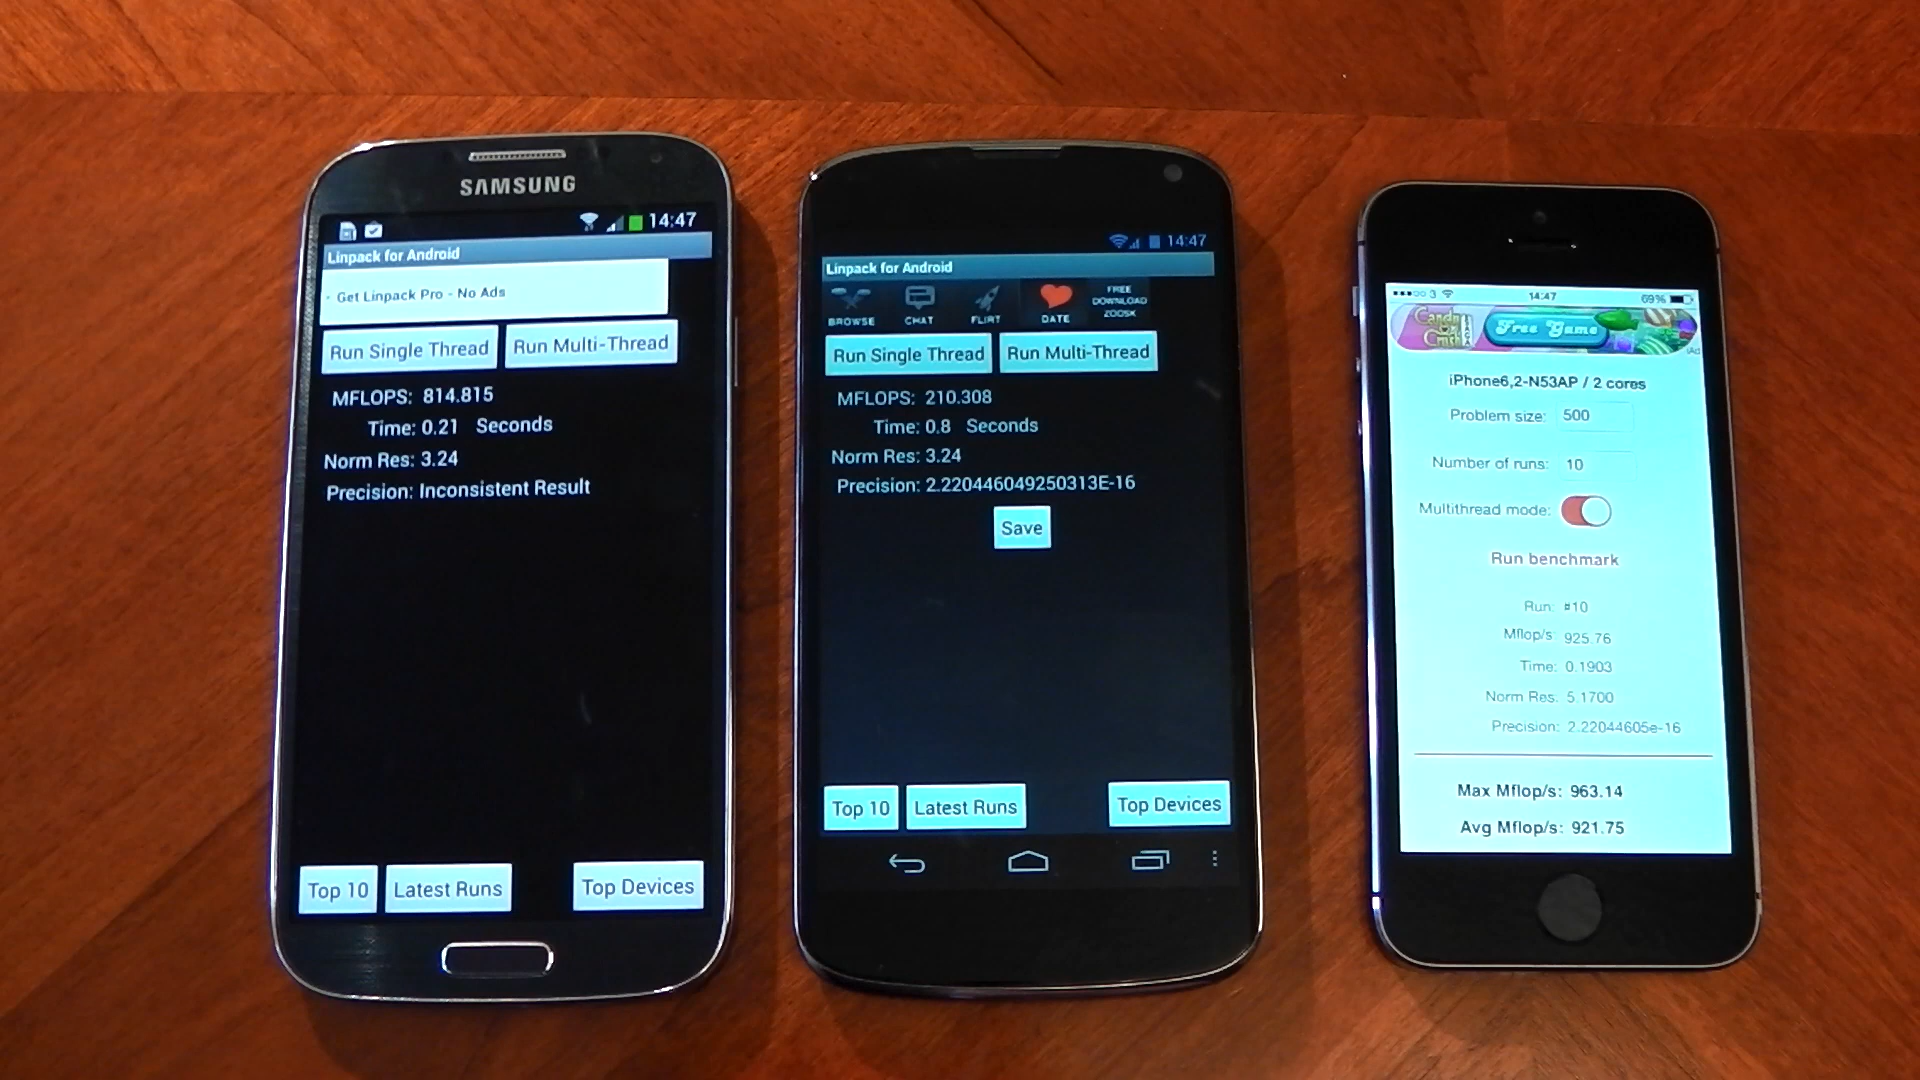 SAMSUNG
14:47
Linpack for Android
- Get Linpack Pro - No Ads
Run Single Thread Run Multi-Thread
MFLOPS: 814.815
Time: 0.21 Seconds
Norm Res: 3.24
Precision: Inconsistent Result
Top 10 Latest Runs Top Devices
14:47
Linpack for Android
BROWSE CHAT FLIRT DATE
FREE
DOWNLOAD
ZOOSK
Run Single Thread Run Multi-Thread
MFLOPS: 210.308
Time: 0.8 Seconds
Norm Res: 3.24
Precision: 2.220446049250313E-16
Save
Top 10 Latest Runs Top Devices
3 14:47 69%
Candy
Crush
Free Game
iAd
iPhone6,2-N53AP / 2 cores
Problem size: 500
Number of runs: 10
Multithread mode:
Run benchmark
Run: #10
Mflop/s: 925.76
Time: 0.1903
Norm Res: 5.1700
Precision: 2.22044605e-16
Max Mflop/s: 963.14
Avg Mflop/s: 921.75